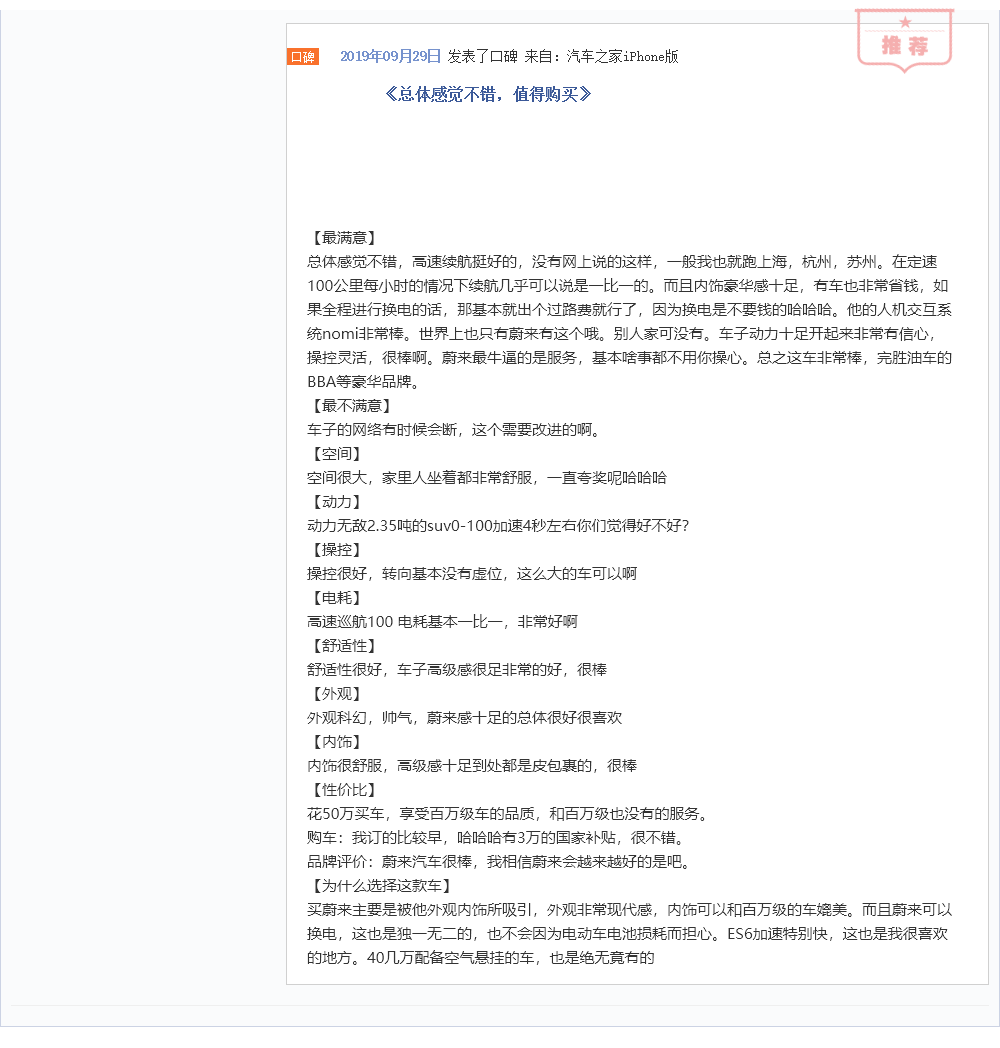 推荐
口碑 2019年09月29日 发表了口碑 来自：汽车之家iPhone版
《总体感觉不错，值得购买》
【最满意】
总体感觉不错，高速续航挺好的，没有网上说的这样，一般我也就跑上海，杭州，苏州。在定速
100公里每小时的情况下续航几乎可以说是一比一的。而且内饰豪华感十足，有车也非常省钱，如
果全程进行换电的话，那基本就出个过路费就行了，因为换电是不要钱的哈哈哈。他的人机交互系
统nomi非常棒。世界上也只有蔚来有这个哦。别人家可没有。车子动力十足开起来非常有信心，
操控灵活，很棒啊。蔚来最牛逼的是服务，基本啥事都不用你操心。总之这车非常棒，完胜油车的
BBA等豪华品牌。
【最不满意】
车子的网络有时候会断，这个需要改进的啊。
【空间】
空间很大，家里人坐着都非常舒服，一直夸奖呢哈哈哈
【动力】
动力无敌2.35吨的suv0-100加速4秒左右你们觉得好不好？
【操控】
操控很好，转向基本没有虚位，这么大的车可以啊
【电耗】
高速巡航100 电耗基本一比一，非常好啊
【舒适性】
舒适性很好，车子高级感很足非常的好，很棒
【外观】
外观科幻，帅气，蔚来感十足的总体很好很喜欢
【内饰】
内饰很舒服，高级感十足到处都是皮包裹的，很棒
【性价比】
花50万买车，享受百万级车的品质，和百万级也没有的服务。
购车：我订的比较早，哈哈哈有3万的国家补贴，很不错。
品牌评价：蔚来汽车很棒，我相信蔚来会越来越好的是吧。
【为什么选择这款车】
买蔚来主要是被他外观内饰所吸引，外观非常现代感，内饰可以和百万级的车媲美。而且蔚来可以
换电，这也是独一无二的，也不会因为电动车电池损耗而担心。ES6加速特别快，这也是我很喜欢
的地方。40几万配备空气悬挂的车，也是绝无竟有的